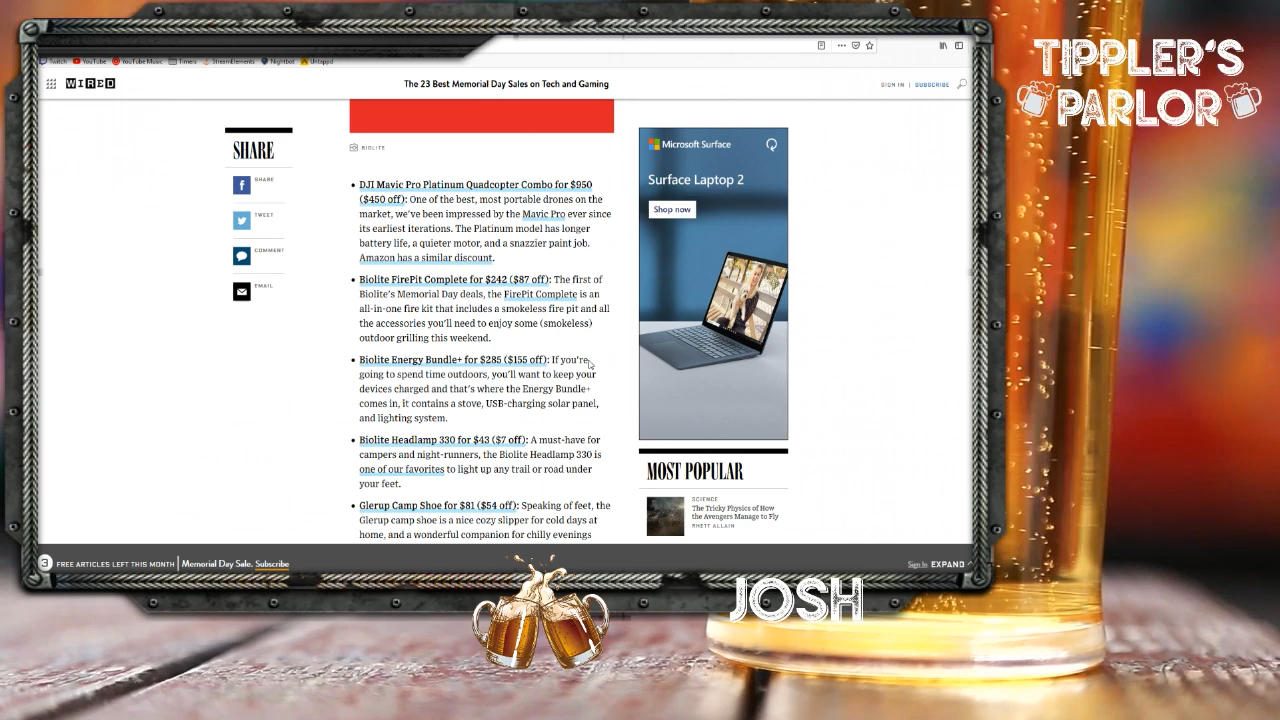 TIPPLER'S
PARLOR
Twitch YouTube YouTube Music Timers StreamElements Nightbot Untappd
WIRED
The 23 Best Memorial Day Sales on Tech and Gaming
SIGN IN | SUBSCRIBE
SHARE
SHARE
TWEET
COMMENT
EMAIL
BIOLITE
• DJI Mavic Pro Platinum Quadcopter Combo for $950
($450 off): One of the best, most portable drones on the
market, we've been impressed by the Mavic Pro ever since
its earliest iterations. The Platinum model has longer
battery life, a quieter motor, and a snazzier paint job.
Amazon has a similar discount.
• Biolite FirePit Complete for $242 ($87 off): The first of
Biolite's Memorial Day deals, the FirePit Complete is an
all-in-one fire kit that includes a smokeless fire pit and all
the accessories you'll need to enjoy some (smokeless)
outdoor grilling this weekend.
• Biolite Energy Bundle+ for $285 ($155 off): If you're
going to spend time outdoors, you'll want to keep your
devices charged and that's where the Energy Bundle+
comes in, it contains a stove, USB-charging solar panel,
and lighting system.
• Biolite Headlamp 330 for $43 ($7 off): A must-have for
campers and night-runners, the Biolite Headlamp 330 is
one of our favorites to light up any trail or road under
your feet.
• Glerup Camp Shoe for $81 ($54 off): Speaking of feet, the
Glerup camp shoe is a nice cozy slipper for cold days at
home, and a wonderful companion for chilly evenings
Microsoft Surface
Surface Laptop 2
Shop now
MOST POPULAR
SCIENCE
The Tricky Physics of How
the Avengers Manage to Fly
RHETT ALLAIN
3 FREE ARTICLES LEFT THIS MONTH | Memorial Day Sale. Subscribe
Sign In EXPAND
JOSH